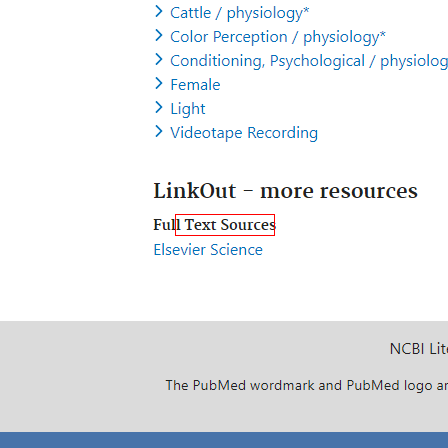 Cattle / physiology*
Color Perception / physiology*
Conditioning, Psychological / physiolog
Female
Light
Videotape Recording
LinkOut - more resources
Full Text Sources
Elsevier Science
NCBI Lit
The PubMed wordmark and PubMed logo ar